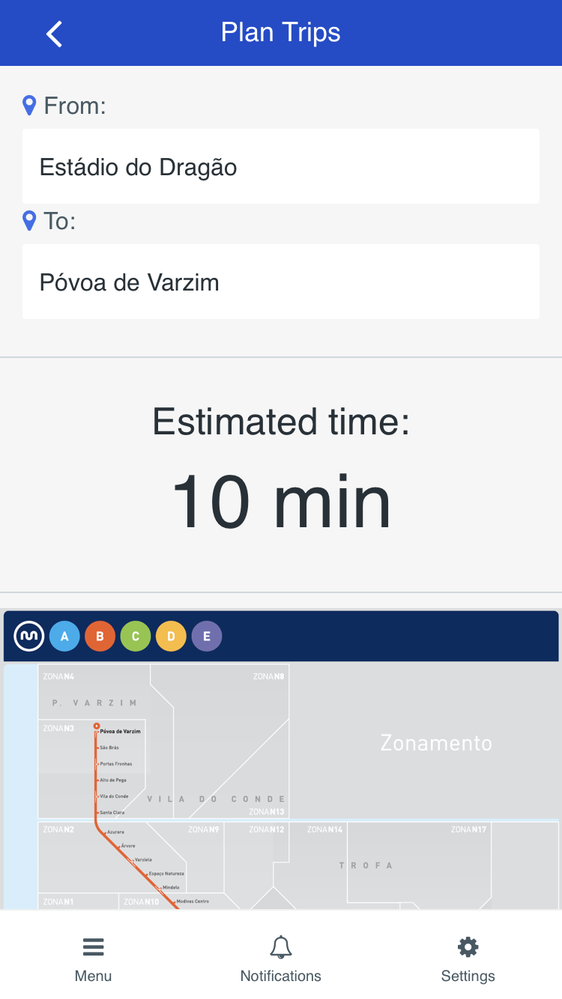 Plan Trips
From:
Estádio do Dragão
To:
Póvoa de Varzim
Estimated time:
10 min
A B C D E
ZONA N4 ZONA N8
P. VARZIM
ZONA N3
Póvoa de Varzim
São Brás
Portas Fronhas
Alto de Pega
Vila do Conde
Santa Clara
Zonamento
VILA DO CONDE
ZONA N13
ZONA N2 ZONA N9 ZONA N12 ZONA N14 ZONA N17
Azurara
Árvore
Varziela
Espaço Natureza
Mindelo
TROFA
ZONA N1 ZONA N10 Modivas Centro
Menu Notifications Settings